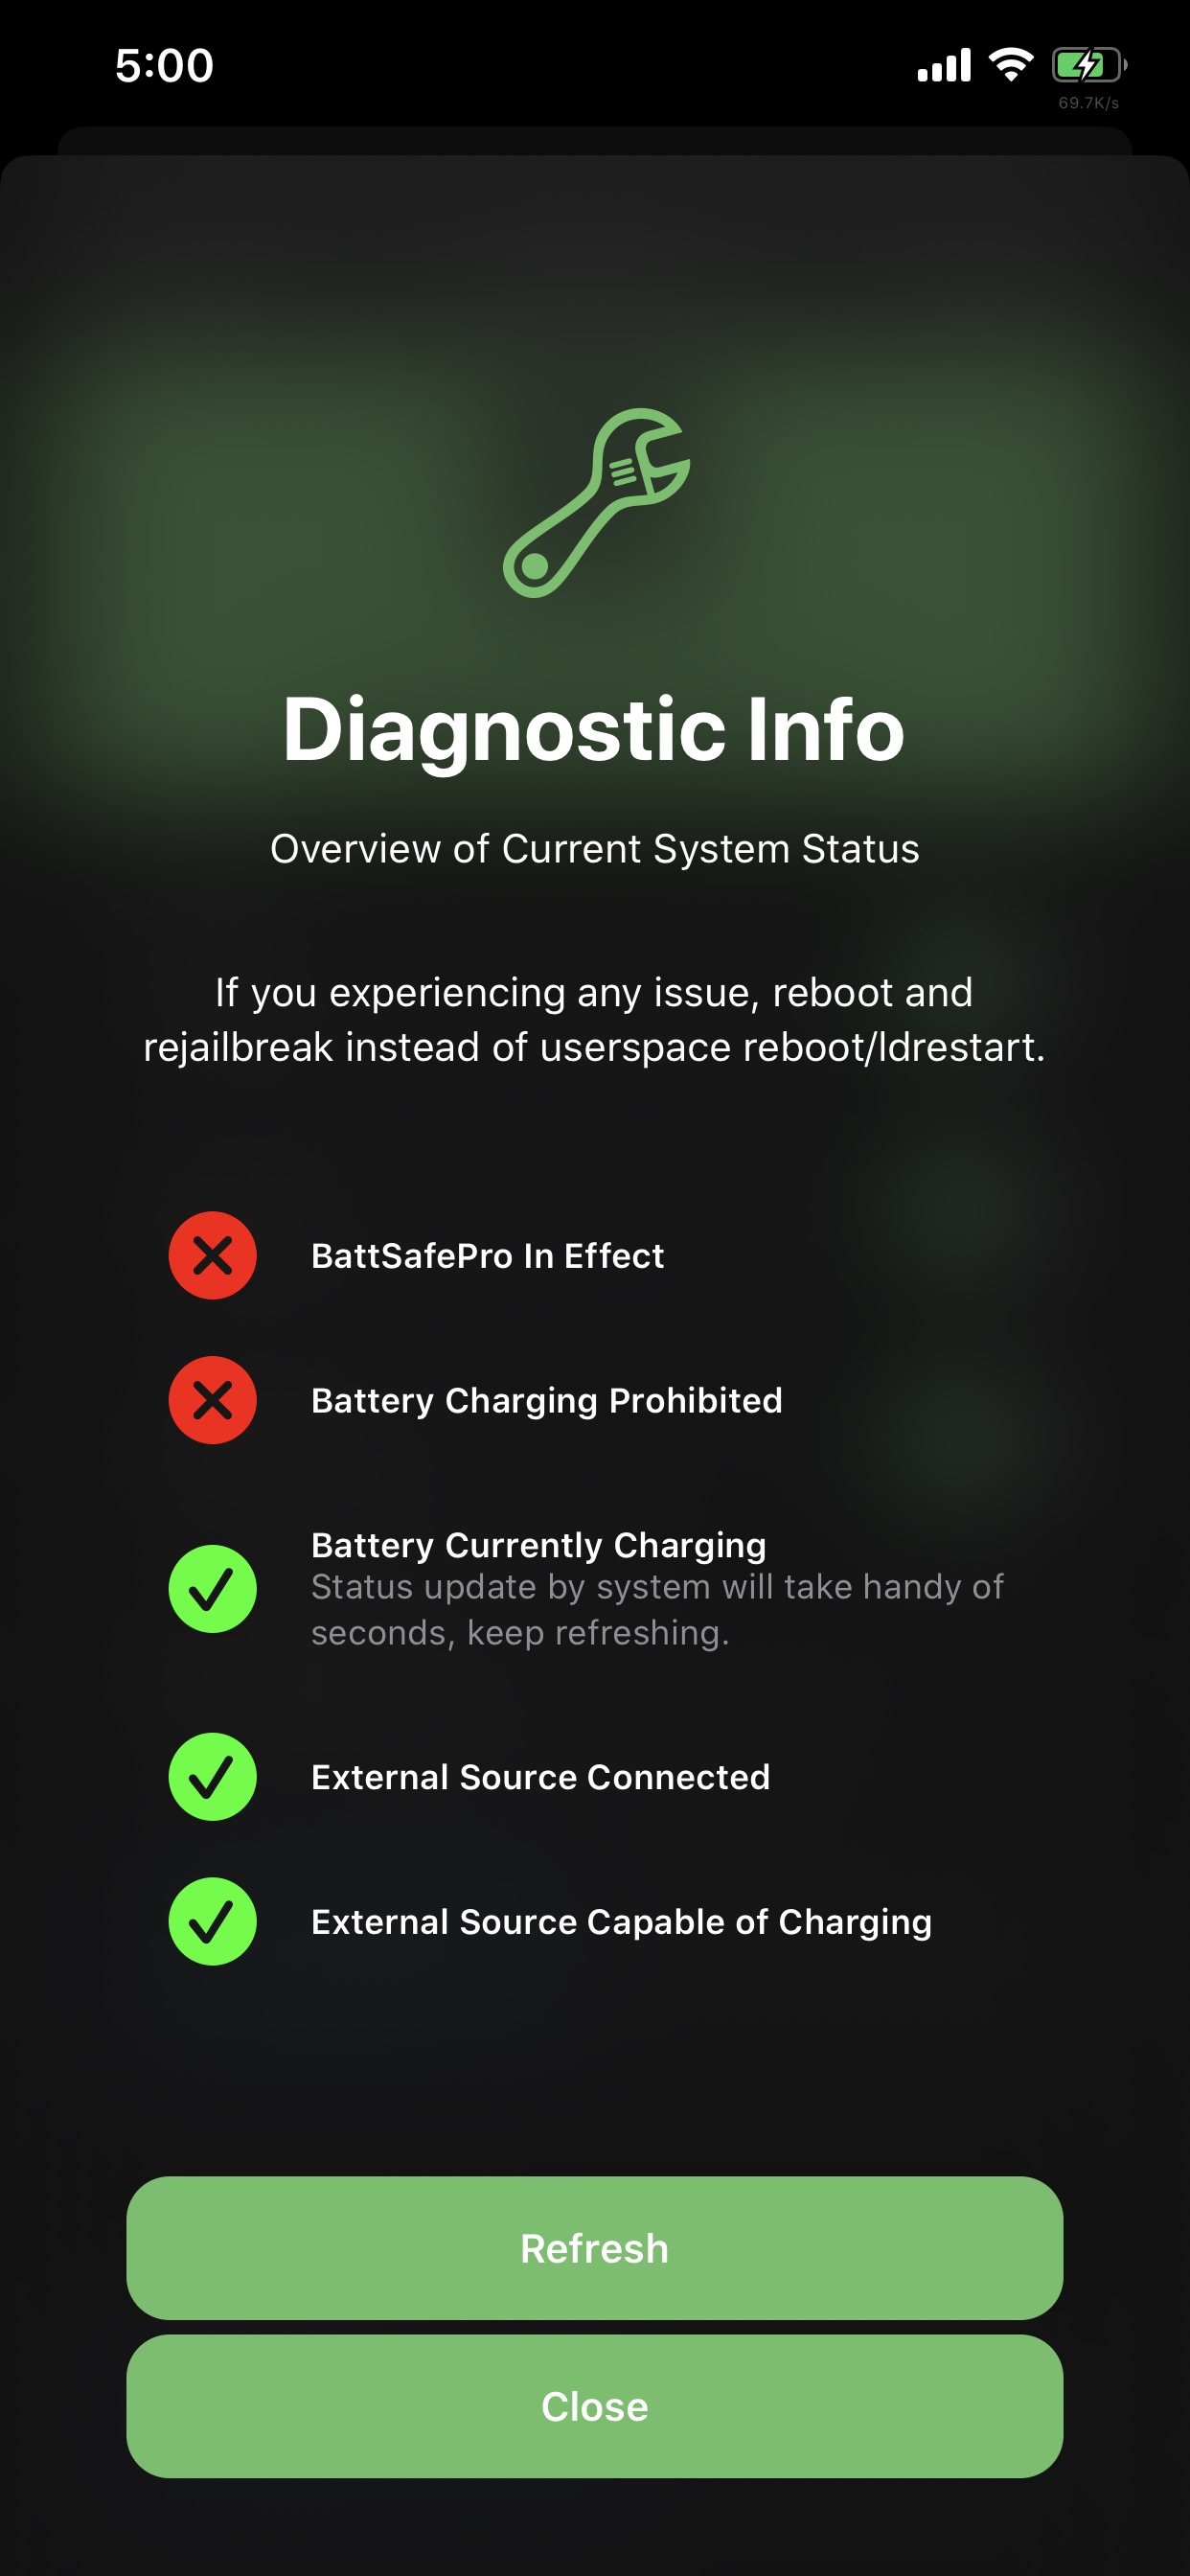 5:00
69.7K/s
Diagnostic Info
Overview of Current System Status
If you experiencing any issue, reboot and
rejailbreak instead of userspace reboot/ldrestart.
BattSafePro In Effect
Battery Charging Prohibited
Battery Currently Charging
Status update by system will take handy of
seconds, keep refreshing.
External Source Connected
External Source Capable of Charging
Refresh
Close